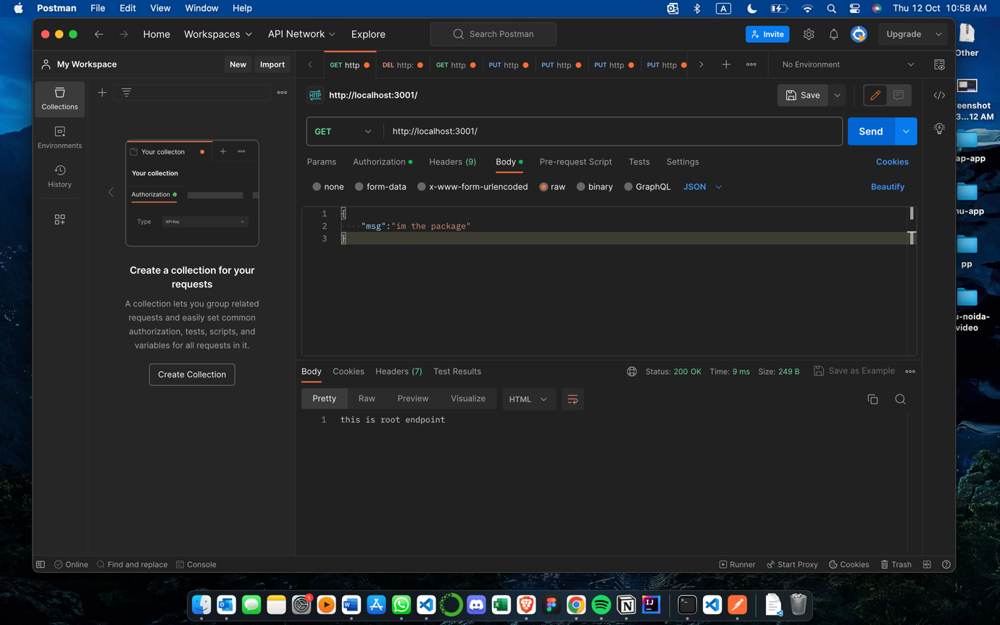 Postman File Edit View Window Help A Thu 12 Oct 10:58 AM
Home Workspaces API Network Explore Search Postman Invite Upgrade
Other
My Workspace New Import GET http DEL http: GET http PUT http PUT http PUT http PUT http No Environment
HTTP http://localhost:3001/ Save
Collections
eenshot
3...12 AM
GET http://localhost:3001/ Send
Environments
Params Authorization Headers (9) Body Pre-request Script Tests Settings Cookies
ap-app
History
none form-data x-www-form-urlencoded raw binary GraphQL JSON Beautify
Your collecton
Your collection
Authorization
Type API Key
1 {
2 "msg":"im the package"
3 }
nu-app
pp
Create a collection for your
requests
A collection lets you group related
requests and easily set common
authorization, tests, scripts, and
variables for all requests in it.
Create Collection
u-noida-
video
Body Cookies Headers (7) Test Results Status: 200 OK Time: 9 ms Size: 249 B Save as Example
Pretty Raw Preview Visualize HTML
1 this is root endpoint
Online Find and replace Console Runner Start Proxy Cookies Trash
1